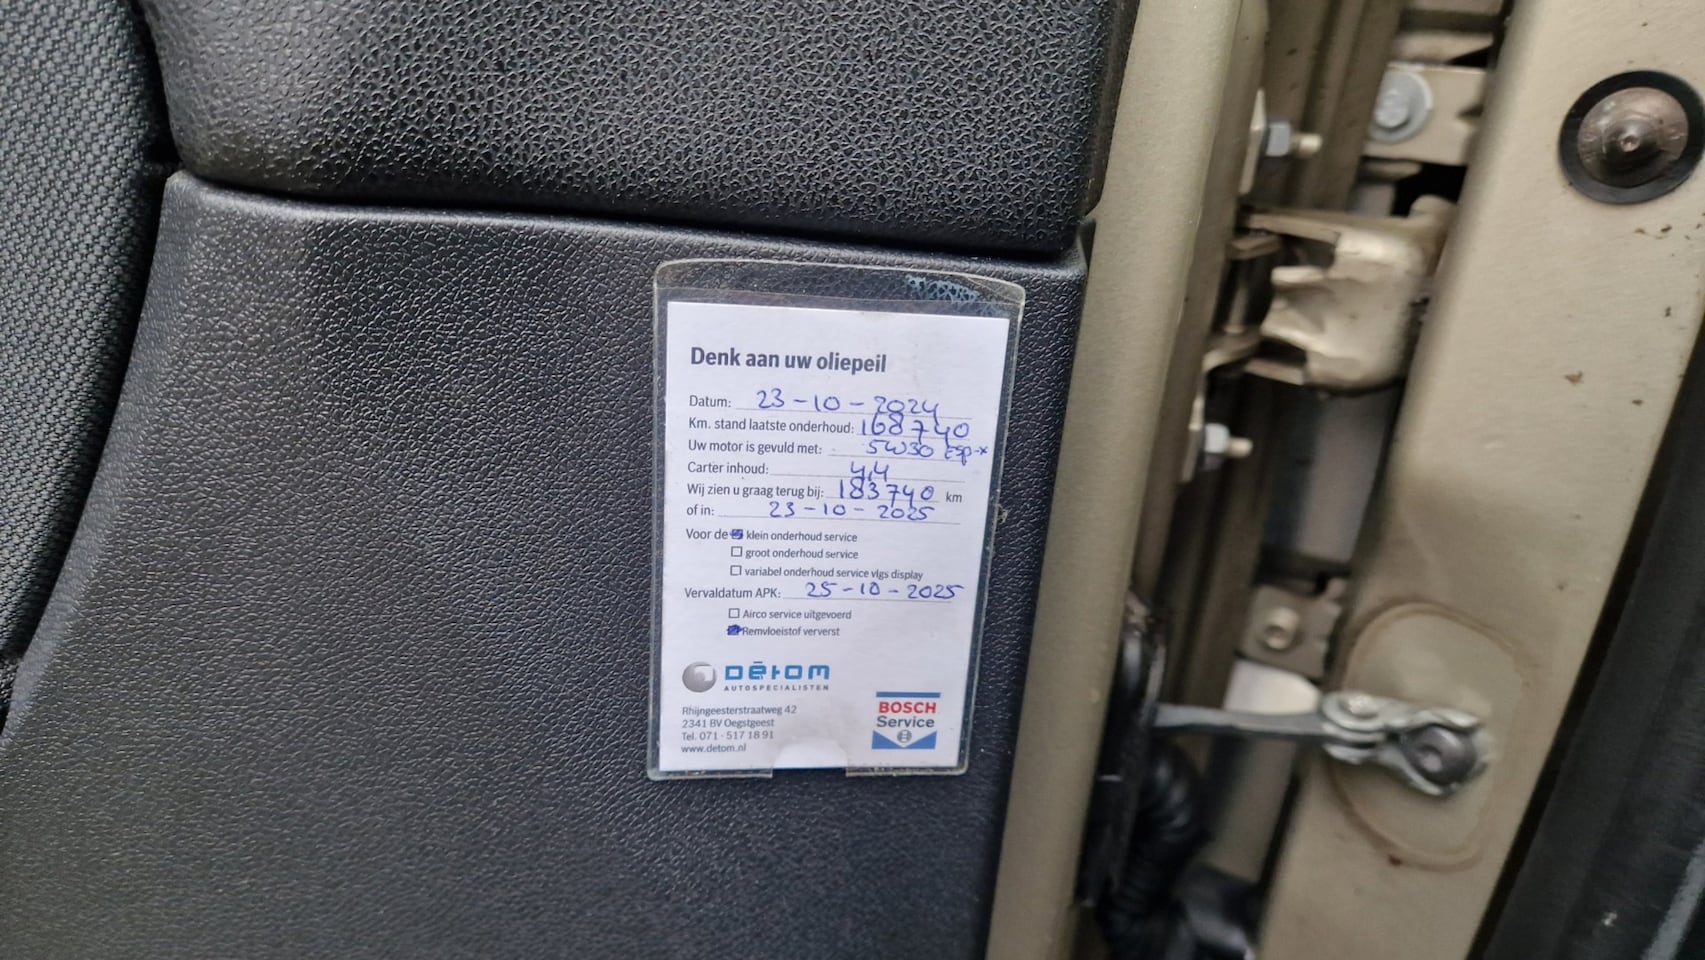 Denk aan uw oliepeil
Datum: 23-10-2024
Km. stand laatste onderhoud: 168740
Uw motor is gevuld met: 5W30 Esp-x
Carter inhoud: 4,4
Wij zien u graag terug bij: 183740 km
of in: 23-10-2025
Voor de klein onderhoud service
groot onderhoud service
variabel onderhoud service vlgs display
Vervaldatum APK: 25-10-2025
Airco service uitgevoerd
Remvloeistof ververst
DētOM
AUTOSPECIALISTEN
Rhijngeesterstraatweg 42
2341 BV Oegstgeest
Tel. 071 - 517 18 91
www.detom.nl
BOSCH
Service